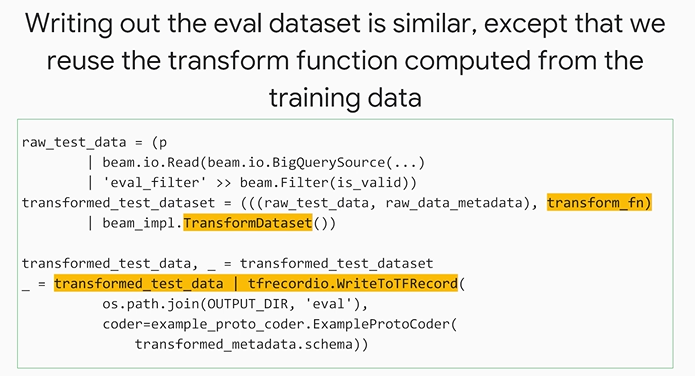 Writing out the eval dataset is similar, except that we
reuse the transform function computed from the
training data
raw_test_data = (p
| beam.io.Read(beam.io.BigQuerySource(...)
| 'eval_filter' >> beam.Filter(is_valid))
transformed_test_dataset = (((raw_test_data, raw_data_metadata), transform_fn)
| beam_impl.TransformDataset())
transformed_test_data, _ = transformed_test_dataset
_ = transformed_test_data | tfrecordio.WriteToTFRecord(
os.path.join(OUTPUT_DIR, 'eval'),
coder=example_proto_coder.ExampleProtoCoder(
transformed_metadata.schema))